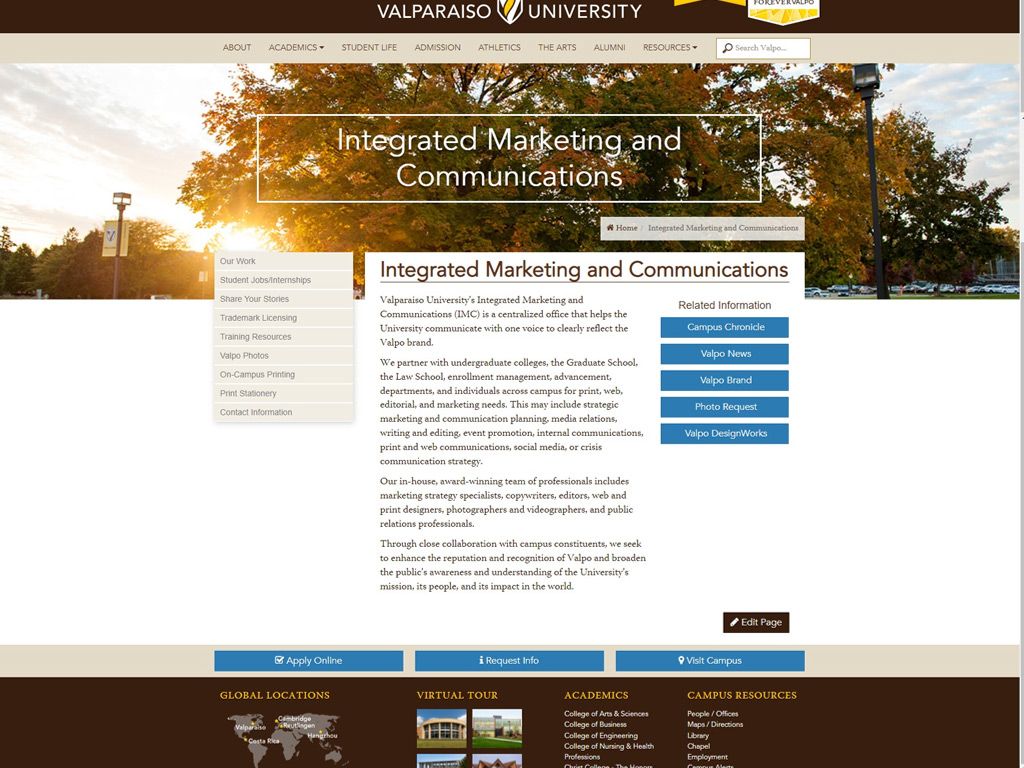 VALPARAISO UNIVERSITY
FOREVERVALPO
ABOUT ACADEMICS STUDENT LIFE ADMISSION ATHLETICS THE ARTS ALUMNI RESOURCES Search Valpo...
Integrated Marketing and
Communications
Home / Integrated Marketing and Communications
Our Work
Student Jobs/Internships
Share Your Stories
Trademark Licensing
Training Resources
Valpo Photos
On-Campus Printing
Print Stationery
Contact Information
Integrated Marketing and Communications
Valparaiso University's Integrated Marketing and
Communications (IMC) is a centralized office that helps the
University communicate with one voice to clearly reflect the
Valpo brand.
We partner with undergraduate colleges, the Graduate School,
the Law School, enrollment management, advancement,
departments, and individuals across campus for print, web,
editorial, and marketing needs. This may include strategic
marketing and communication planning, media relations,
writing and editing, event promotion, internal communications,
print and web communications, social media, or crisis
communication strategy.
Our in-house, award-winning team of professionals includes
marketing strategy specialists, copywriters, editors, web and
print designers, photographers and videographers, and public
relations professionals.
Through close collaboration with campus constituents, we seek
to enhance the reputation and recognition of Valpo and broaden
the public's awareness and understanding of the University's
mission, its people, and its impact in the world.
Related Information
Campus Chronicle
Valpo News
Valpo Brand
Photo Request
Valpo DesignWorks
Edit Page
Apply Online
Request Info
Visit Campus
GLOBAL LOCATIONS
Valparaiso
Cambridge
Reutlingen
Hangzhou
Costa Rica
VIRTUAL TOUR
ACADEMICS
College of Arts & Sciences
College of Business
College of Engineering
College of Nursing & Health
Professions
Christ College - The Honors
CAMPUS RESOURCES
People / Offices
Maps / Directions
Library
Chapel
Employment
Campus Alerts